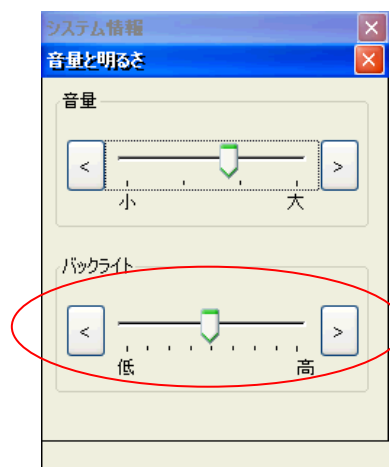 システム情報
音量と明るさ
音量
< >
小 大
バックライト
< >
低 高